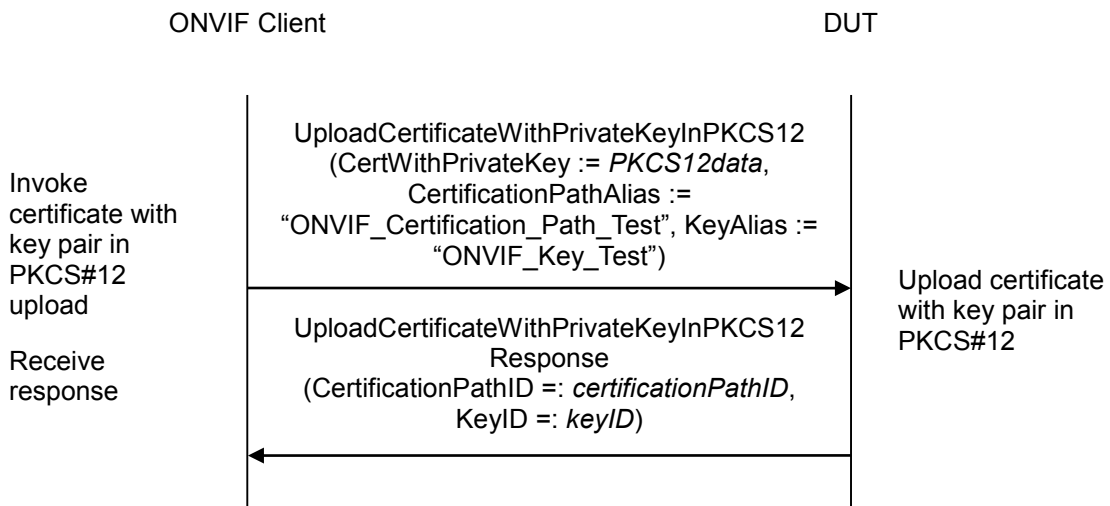 ONVIF Client
DUT
UploadCertificateWithPrivateKeyInPKCS12
(CertWithPrivateKey := PKCS12data,
CertificationPathAlias :=
“ONVIF_Certification_Path_Test”, KeyAlias :=
“ONVIF_Key_Test”)
Invoke
certificate with
key pair in
PKCS#12
upload
Upload certificate
with key pair in
PKCS#12
UploadCertificateWithPrivateKeyInPKCS12
Response
(CertificationPathID =: certificationPathID,
KeyID =: keyID)
Receive
response